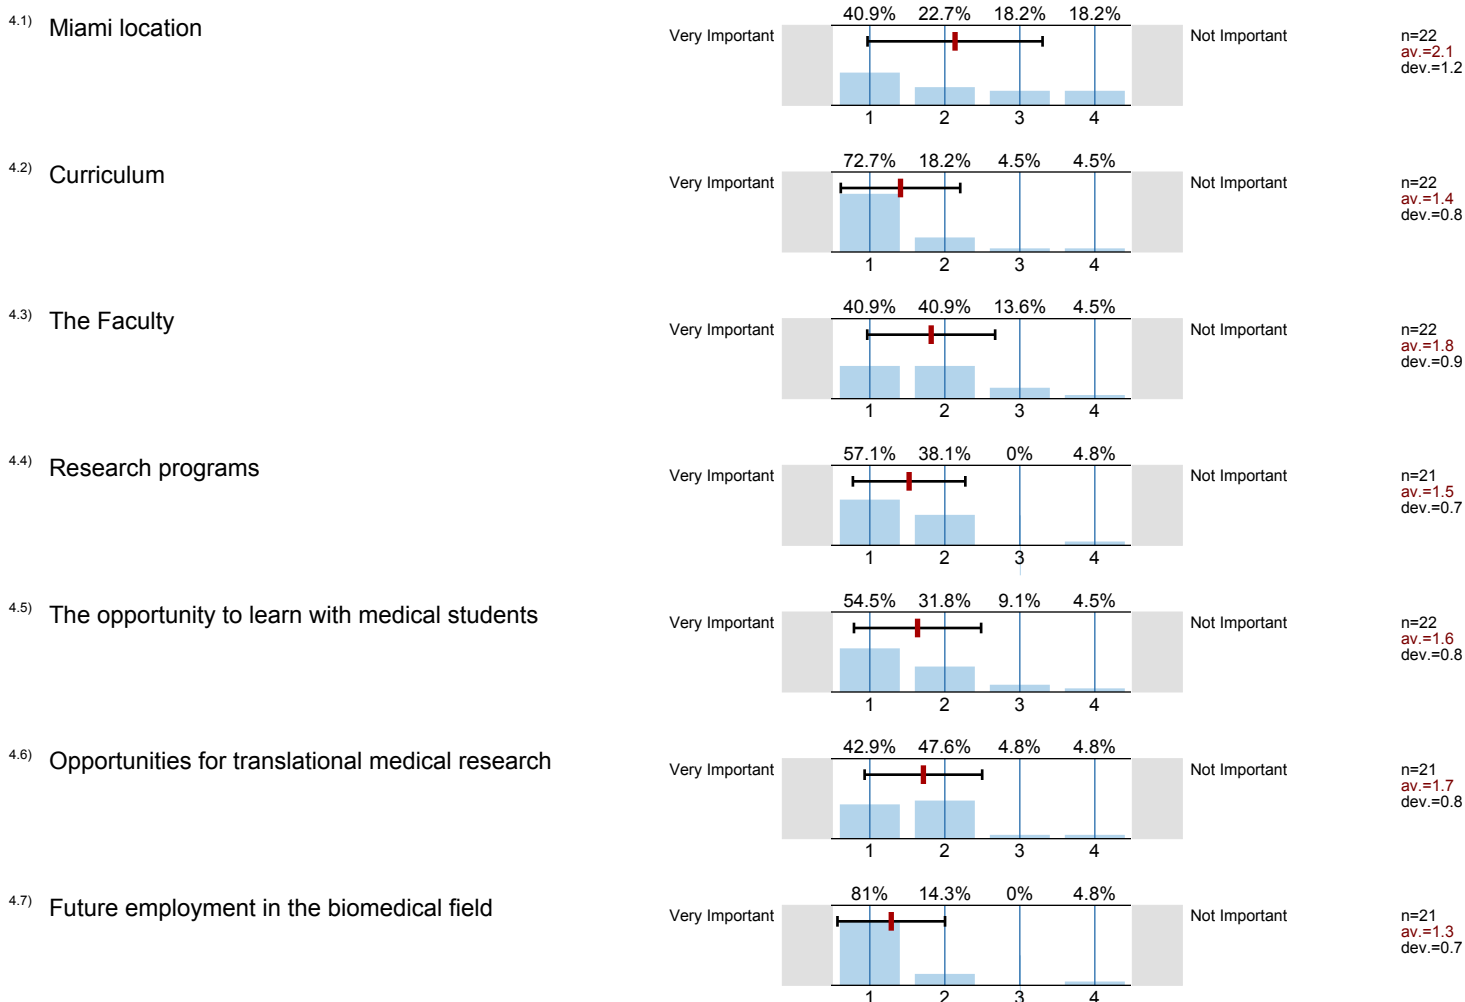 4.1) Miami location
40.9% 22.7% 18.2% 18.2%
Very Important Not Important
n=22
av.=2.1
dev.=1.2
1 2 3 4
4.2) Curriculum
72.7% 18.2% 4.5% 4.5%
Very Important Not Important
n=22
av.=1.4
dev.=0.8
1 2 3 4
4.3) The Faculty
40.9% 40.9% 13.6% 4.5%
Very Important Not Important
n=22
av.=1.8
dev.=0.9
1 2 3 4
4.4) Research programs
57.1% 38.1% 0% 4.8%
Very Important Not Important
n=21
av.=1.5
dev.=0.7
1 2 3 4
4.5) The opportunity to learn with medical students
54.5% 31.8% 9.1% 4.5%
Very Important Not Important
n=22
av.=1.6
dev.=0.8
1 2 3 4
4.6) Opportunities for translational medical research
42.9% 47.6% 4.8% 4.8%
Very Important Not Important
n=21
av.=1.7
dev.=0.8
1 2 3 4
4.7) Future employment in the biomedical field
81% 14.3% 0% 4.8%
Very Important Not Important
n=21
av.=1.3
dev.=0.7
1 2 3 4